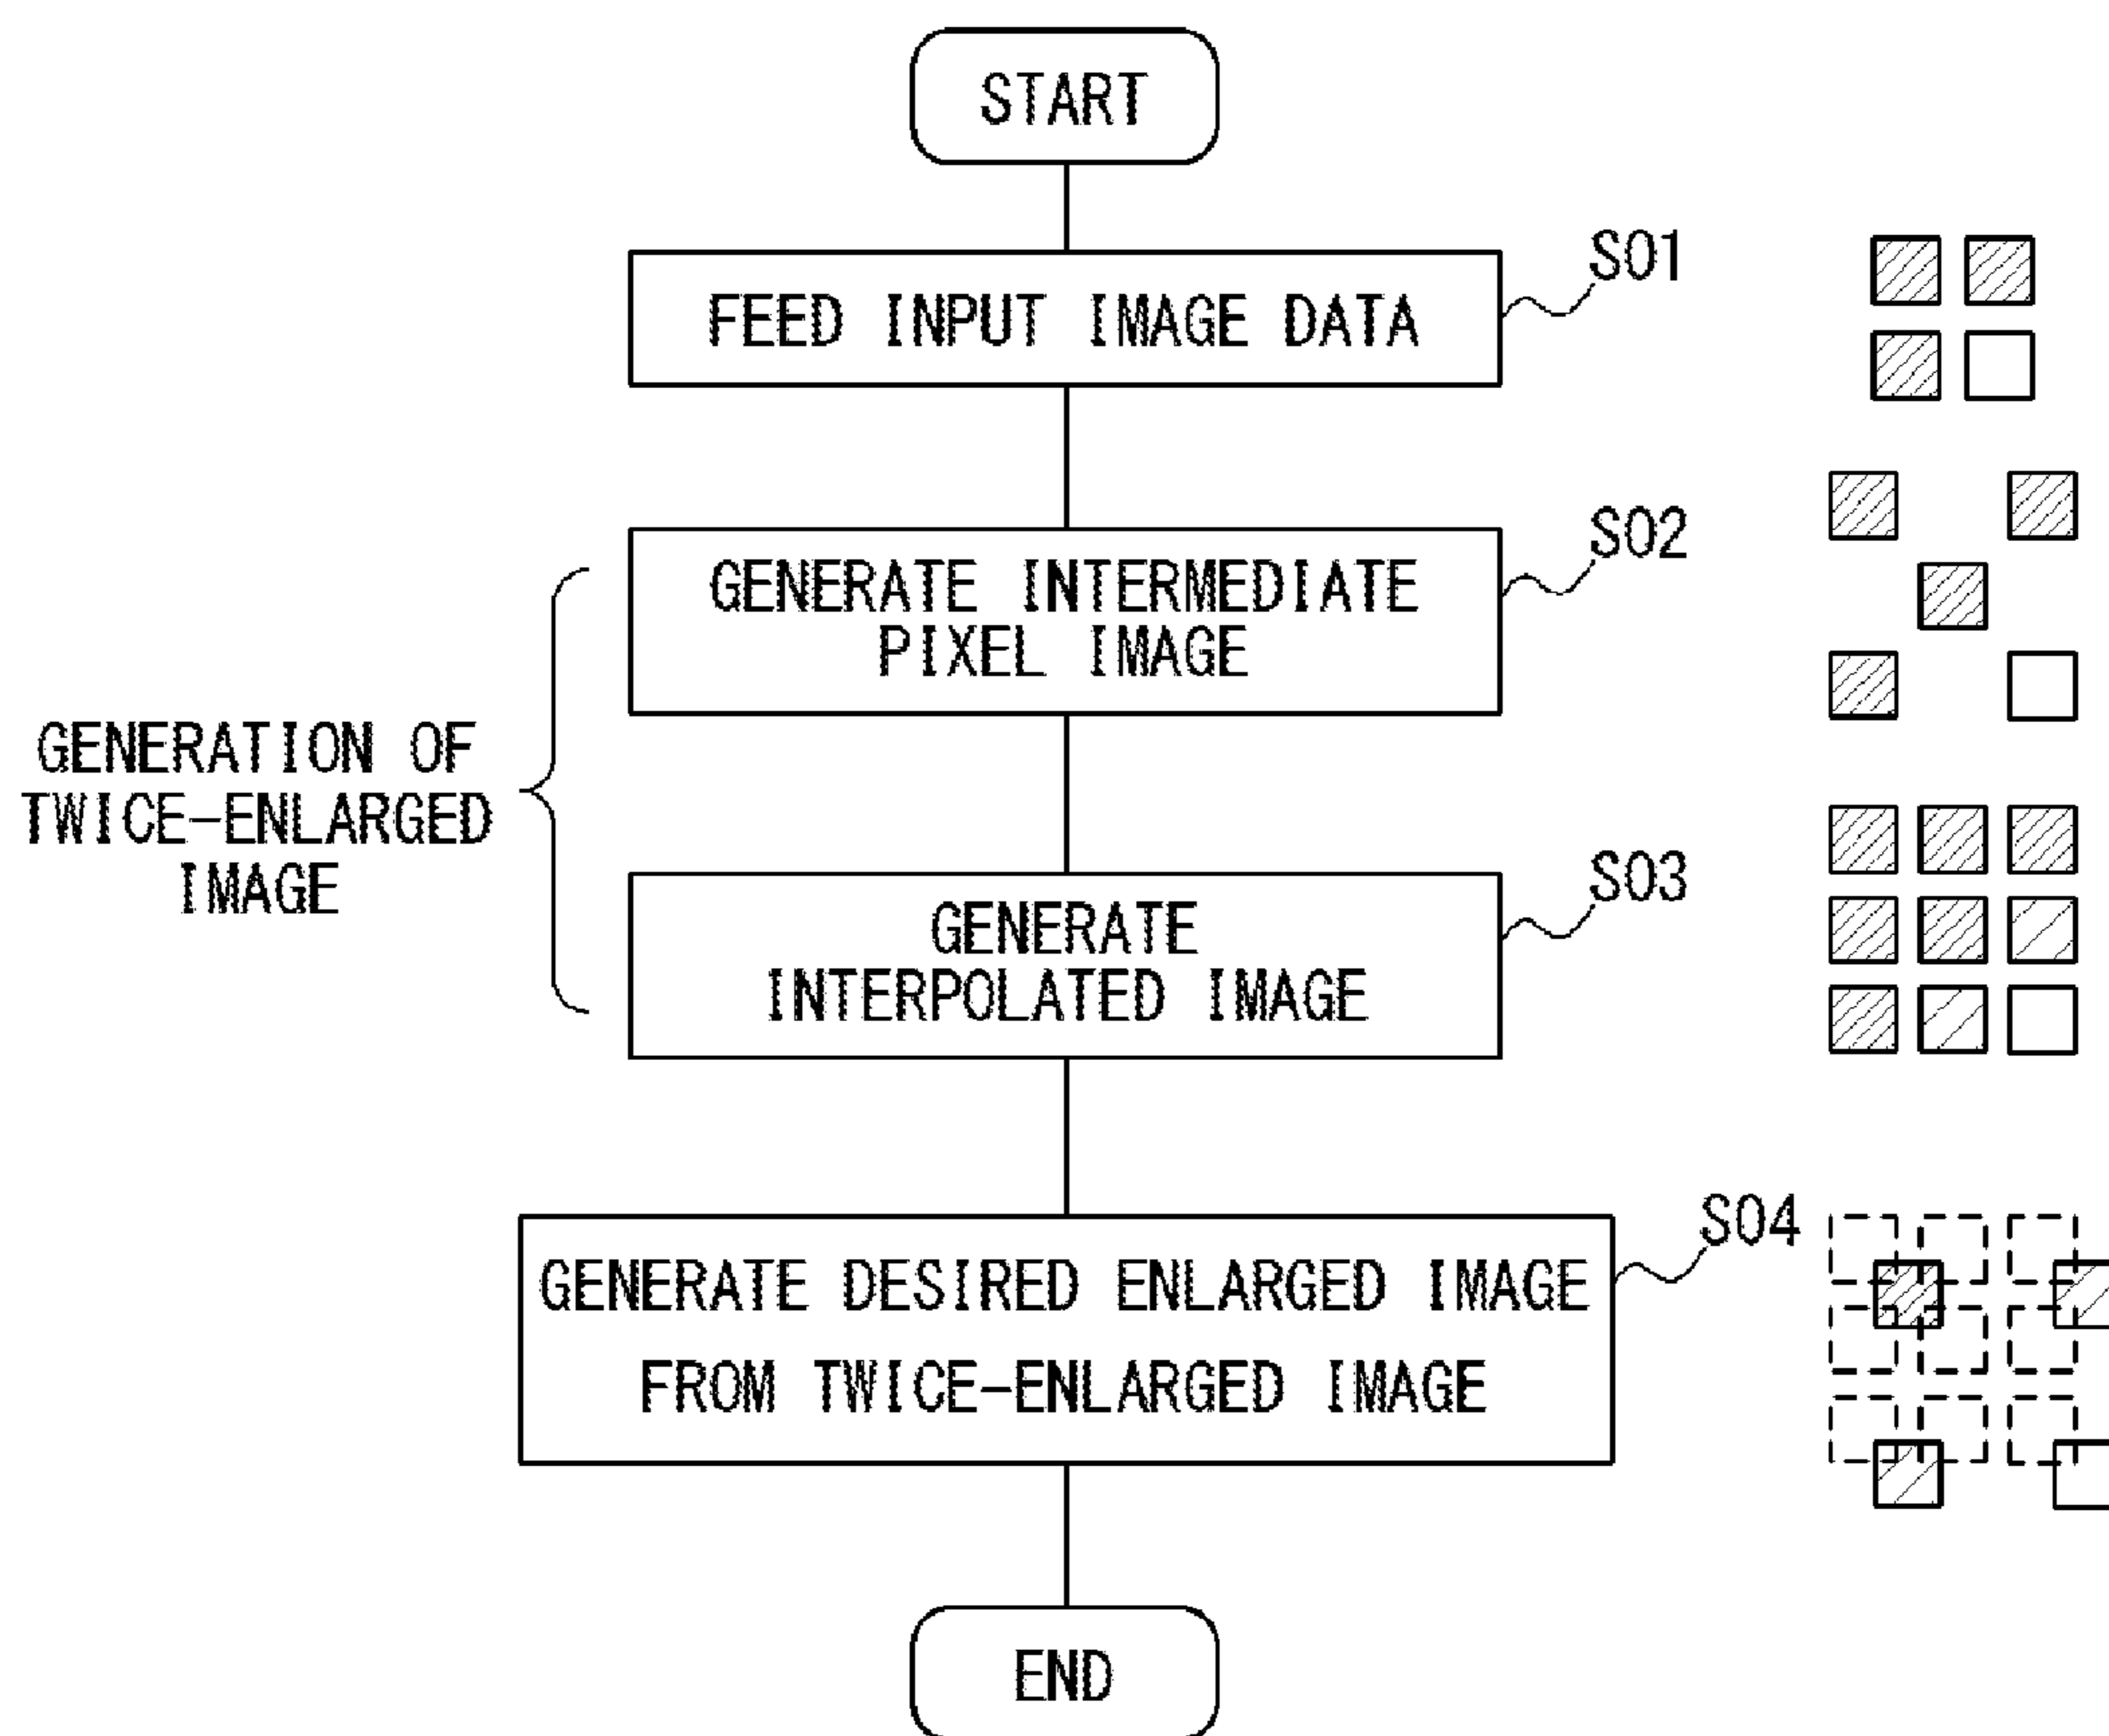 START
FEED INPUT IMAGE DATA
S01
GENERATE INTERMEDIATE
PIXEL IMAGE
S02
GENERATION OF
TWICE-ENLARGED
IMAGE
GENERATE
INTERPOLATED IMAGE
S03
GENERATE DESIRED ENLARGED IMAGE
FROM TWICE-ENLARGED IMAGE
S04
END